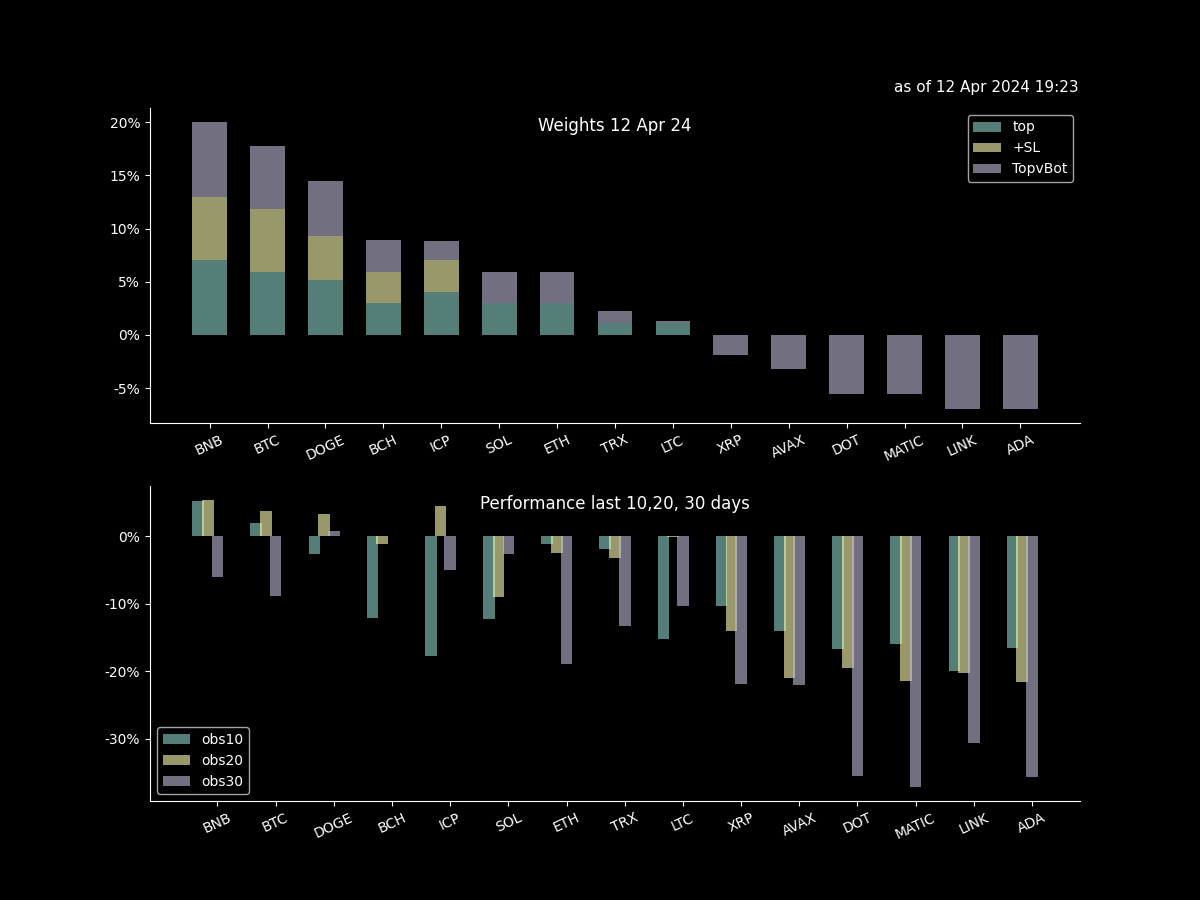 as of 12 Apr 2024 19:23
Weights 12 Apr 24
top
+SL
TopvBot
20%
15%
10%
5%
0%
-5%
BNB BTC DOGE BCH ICP SOL ETH TRX LTC XRP AVAX DOT MATIC LINK ADA
Performance last 10,20, 30 days
0%
-10%
-20%
-30%
obs10
obs20
obs30
BNB BTC DOGE BCH ICP SOL ETH TRX LTC XRP AVAX DOT MATIC LINK ADA